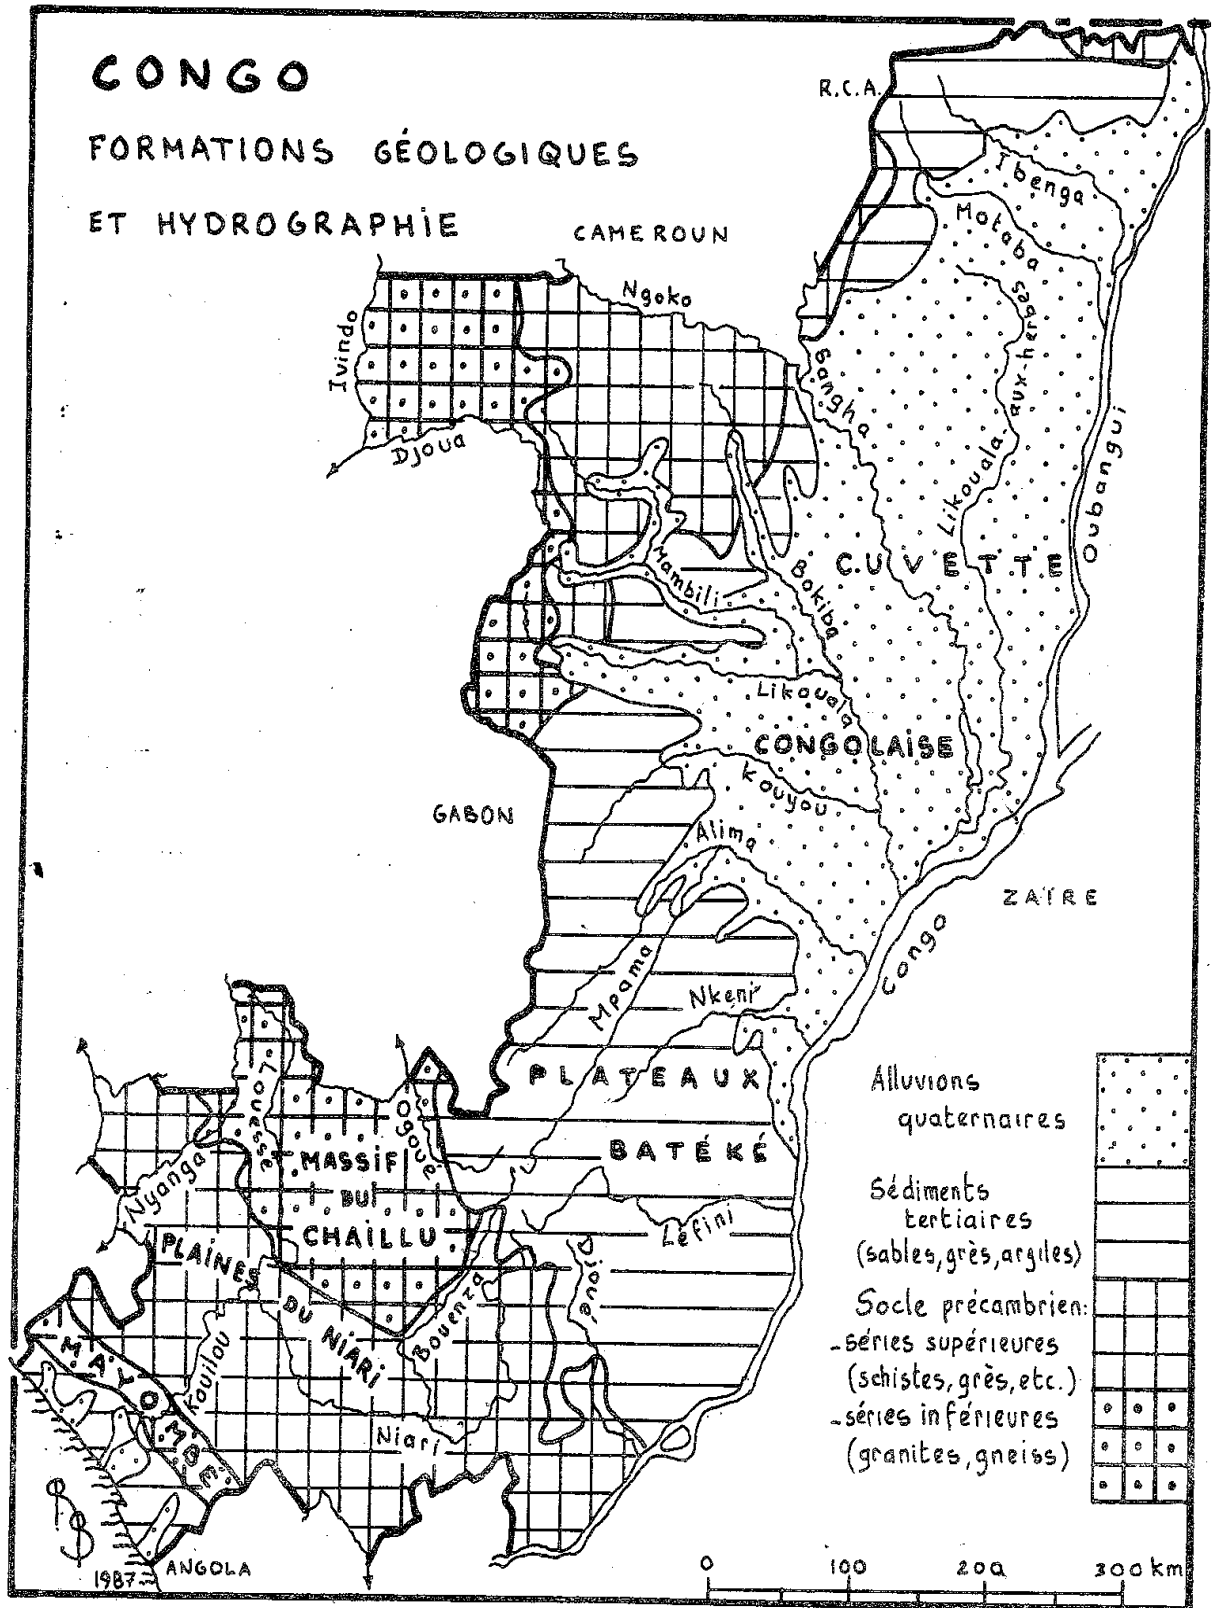 CONGO
FORMATIONS GÉOLOGIQUES
ET HYDROGRAPHIE
R.C.A.
CAMEROUN
Ibenga
Motaba
Ngoko
Ivindo
Djoua
Sangha
Likouala-aux-herbes
Oubangui
CUVETTE
Mambili
Bokiba
Likouala
CONGOLAISE
Kouyou
GABON
Alima
ZAÏRE
Congo
Mpama
Nkeni
PLATEAUX
BATÉKÉ
Louessé
Ogoué
MASSIF
DU
CHAILLU
Nyanga
PLAINES
DU NIARI
Léfini
Djoué
Bouenza
Kouilou
MAYOMBE
Niari
Alluvions
quaternaires
Sédiments
tertiaires
(sables, grès, argiles)
Socle précambrien:
-séries supérieures
(schistes, grès, etc.)
-séries inférieures
(granites, gneiss)
1987
ANGOLA
0 100 200 300 km